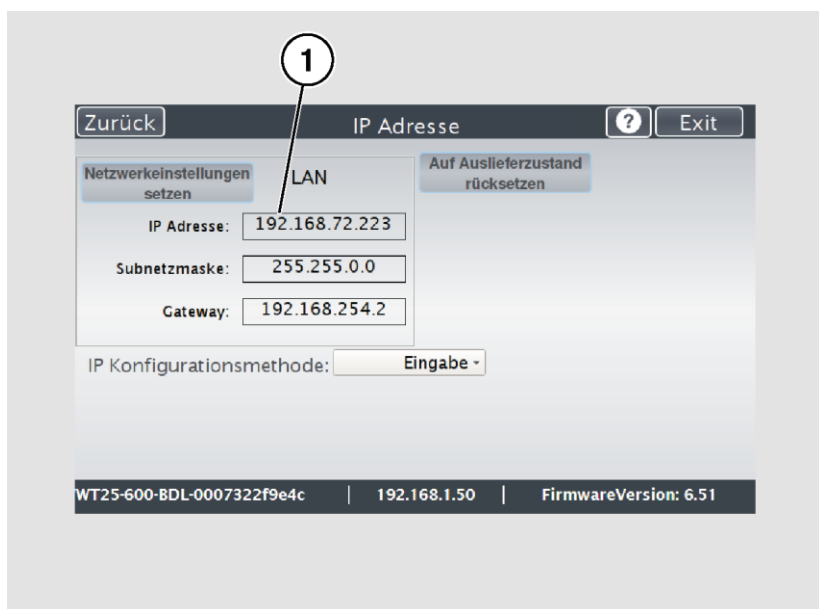 1
Zurück IP Adresse ? Exit
Netzwerkeinstellungen
setzen
LAN
Auf Auslieferzustand
rücksetzen
IP Adresse: 192.168.72.223
Subnetzmaske: 255.255.0.0
Gateway: 192.168.254.2
IP Konfigurationsmethode: Eingabe
WT25-600-BDL-0007322f9e4c | 192.168.1.50 | FirmwareVersion: 6.51